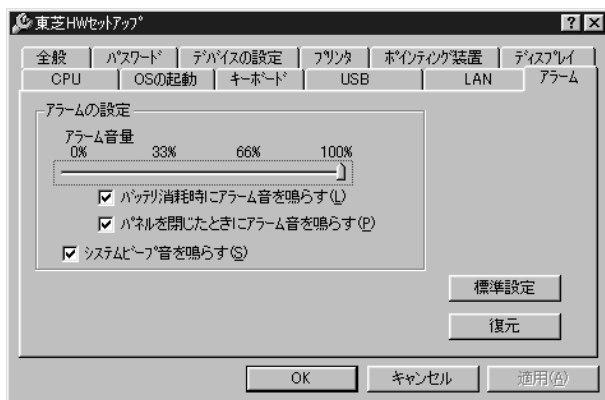 東芝HWｾｯﾄｱｯﾌﾟ
全般 ﾊﾟｽﾜｰﾄﾞ ﾃﾞﾊﾞｲｽの設定 ﾌﾟﾘﾝﾀ ﾎﾟｲﾝﾃｨﾝｸﾞ装置 ﾃﾞｨｽﾌﾟﾚｲ
CPU OSの起動 ｷｰﾎﾞｰﾄﾞ USB LAN アラーム
ｱﾗｰﾑの設定
ｱﾗｰﾑ音量
0% 33% 66% 100%
ﾊﾞｯﾃﾘ消耗時にｱﾗｰﾑ音を鳴らす(L)
ﾊﾟﾈﾙを閉じたときにｱﾗｰﾑ音を鳴らす(P)
ｼｽﾃﾑﾋﾞｰﾌﾟ音を鳴らす(S)
標準設定
復元
OK キャンセル 適用(A)